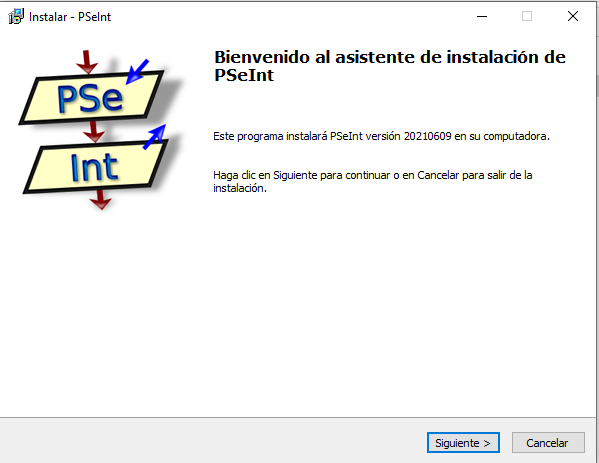 Instalar - PSeInt
PSe
Int
Bienvenido al asistente de instalación de
PSeInt
Este programa instalará PSeInt versión 20210609 en su computadora.
Haga clic en Siguiente para continuar o en Cancelar para salir de la
instalación.
Siguiente >
Cancelar